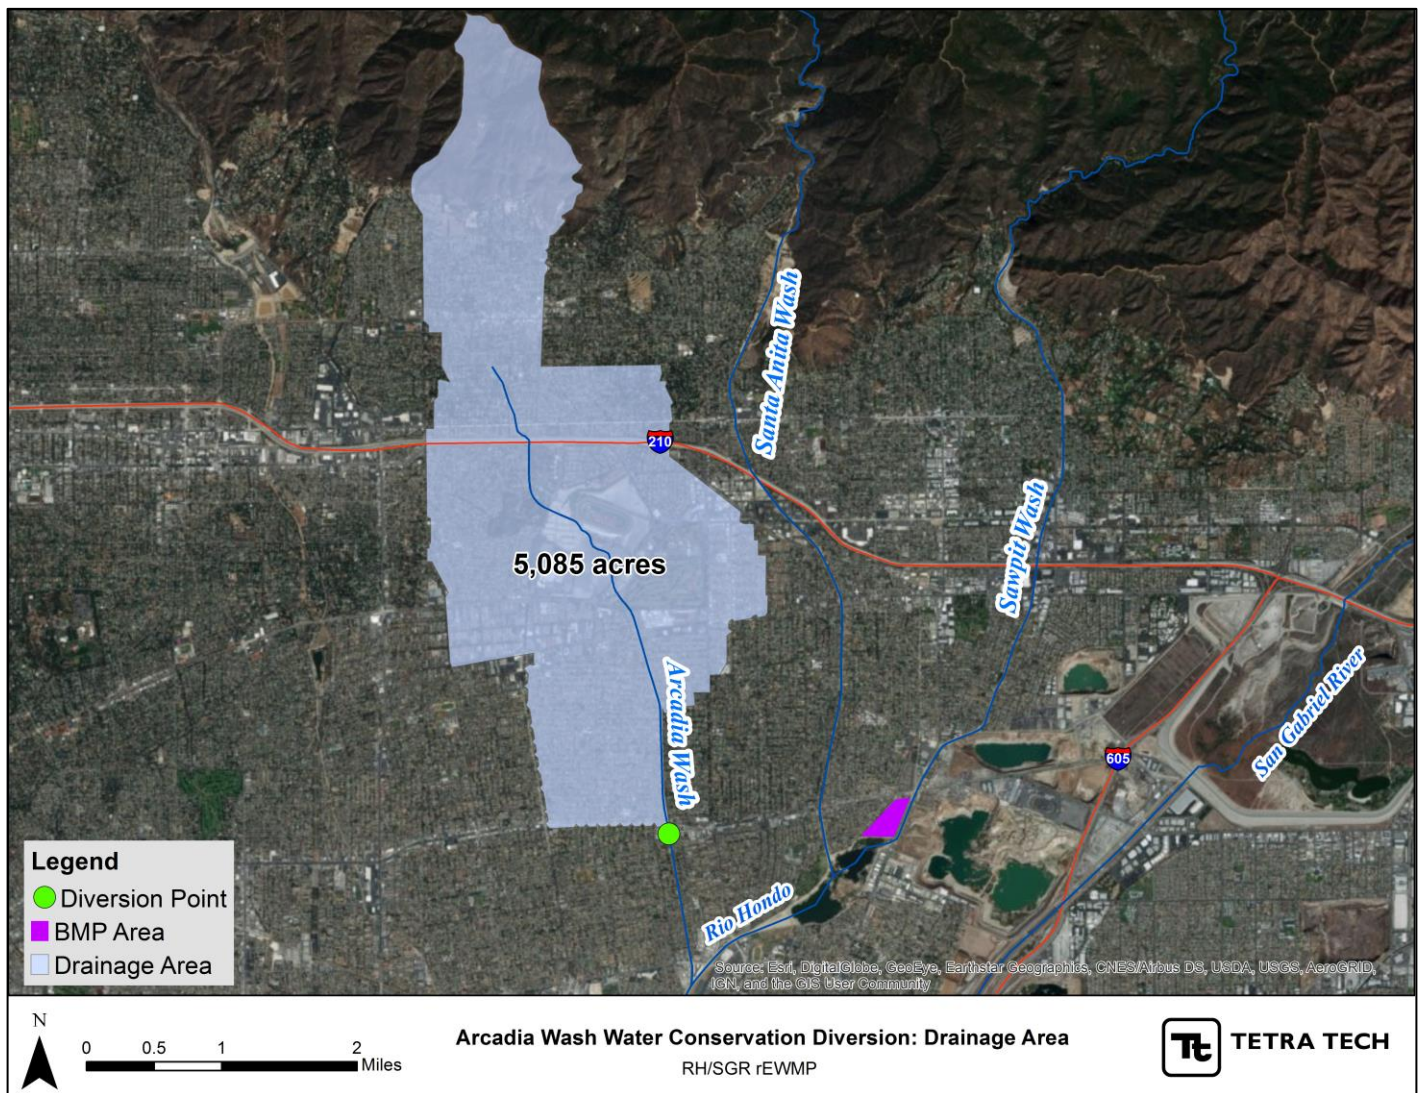 Santa Anita Wash
210
Sawpit Wash
5,085 acres
Arcadia Wash
San Gabriel River
605
Rio Hondo
Legend
Diversion Point
BMP Area
Drainage Area
Source: Esri, DigitalGlobe, GeoEye, Earthstar Geographics, CNES/Airbus DS, USDA, USGS, AeroGRID,
IGN, and the GIS User Community
N
0 0.5 1 2
Miles
Arcadia Wash Water Conservation Diversion: Drainage Area
RH/SGR rEWMP
Tt
TETRA TECH